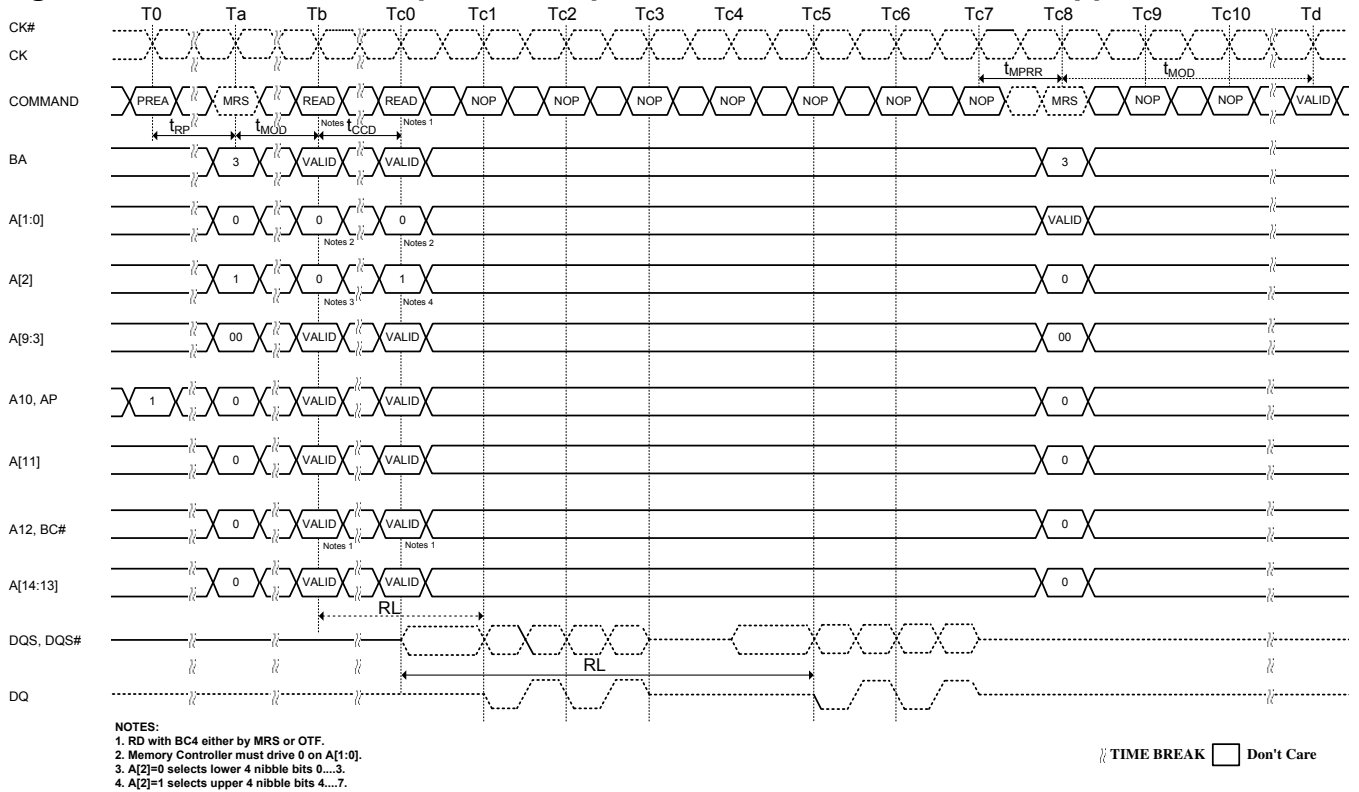 T0 Ta Tb Tc0 Tc1 Tc2 Tc3 Tc4 Tc5 Tc6 Tc7 Tc8 Tc9 Tc10 Td
CK#
CK
tMPRR tMOD
COMMAND PREA MRS READ READ NOP NOP NOP NOP NOP NOP NOP MRS NOP NOP VALID
Notes 1 Notes 1
tRP tMOD tCCD
BA 3 VALID VALID 3
A[1:0] 0 0 0 VALID
Notes 2 Notes 2
A[2] 1 0 1 0
Notes 3 Notes 4
A[9:3] 00 VALID VALID 00
A10, AP 1 0 VALID VALID 0
A[11] 0 VALID VALID 0
A12, BC# 0 VALID VALID 0
Notes 1 Notes 1
A[14:13] 0 VALID VALID 0
RL
DQS, DQS#
RL
DQ
NOTES:
1. RD with BC4 either by MRS or OTF.
2. Memory Controller must drive 0 on A[1:0].
3. A[2]=0 selects lower 4 nibble bits 0....3.
4. A[2]=1 selects upper 4 nibble bits 4....7.
TIME BREAK Don't Care